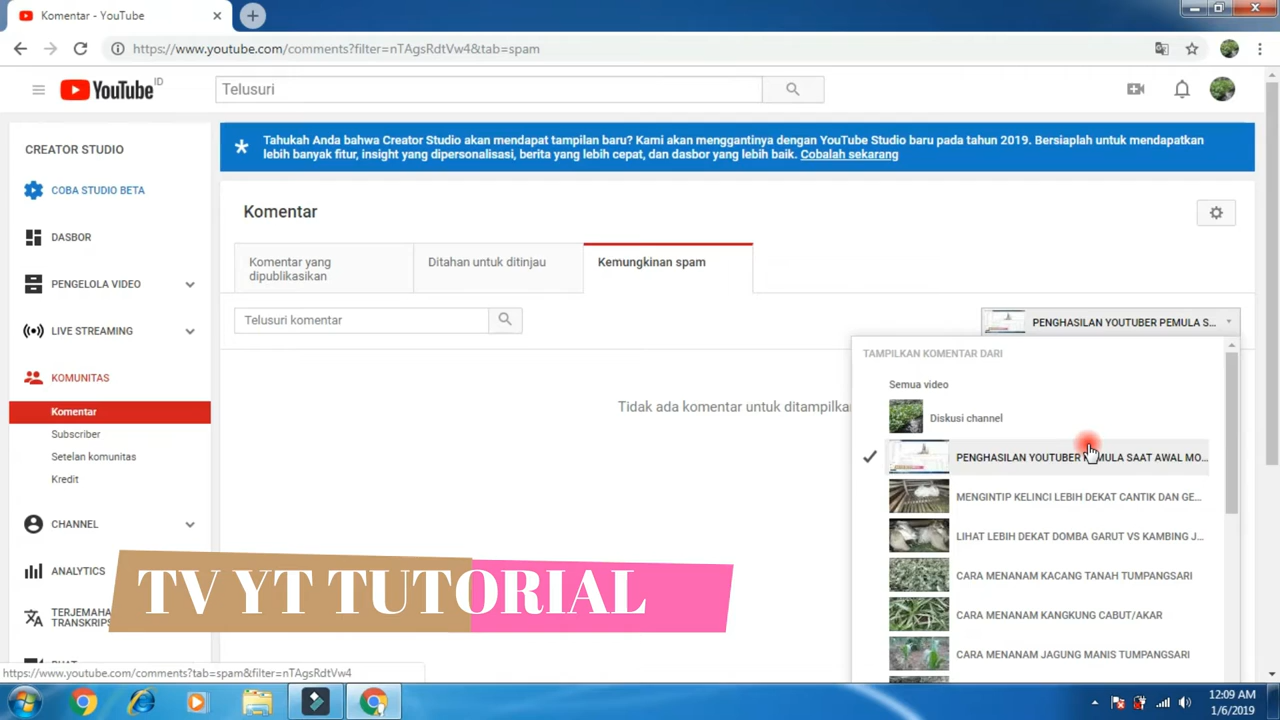 Komentar - YouTube
https://www.youtube.com/comments?filter=nTAgsRdtVw4&tab=spam
YouTube ID
Telusuri
CREATOR STUDIO
COBA STUDIO BETA
DASBOR
PENGELOLA VIDEO
LIVE STREAMING
KOMUNITAS
Komentar
Subscriber
Setelan komunitas
Kredit
CHANNEL
ANALYTICS
Tahukah Anda bahwa Creator Studio akan mendapat tampilan baru? Kami akan menggantinya dengan YouTube Studio baru pada tahun 2019. Bersiaplah untuk mendapatkan
lebih banyak fitur, insight yang dipersonalisasi, berita yang lebih cepat, dan dasbor yang lebih baik. Cobalah sekarang
Komentar
Komentar yang
dipublikasikan
Ditahan untuk ditinjau
Kemungkinan spam
Telusuri komentar
PENGHASILAN YOUTUBER PEMULA S...
Tidak ada komentar untuk ditampilkan
TAMPILKAN KOMENTAR DARI
Semua video
Diskusi channel
PENGHASILAN YOUTUBER PEMULA SAAT AWAL MO...
MENGINTIP KELINCI LEBIH DEKAT CANTIK DAN GE...
LIHAT LEBIH DEKAT DOMBA GARUT VS KAMBING J...
CARA MENANAM KACANG TANAH TUMPANGSARI
CARA MENANAM KANGKUNG CABUT/AKAR
CARA MENANAM JAGUNG MANIS TUMPANGSARI
TV YT TUTORIAL
https://www.youtube.com/comments?tab=spam&filter=nTAgsRdtVw4
12:09 AM
1/6/2019